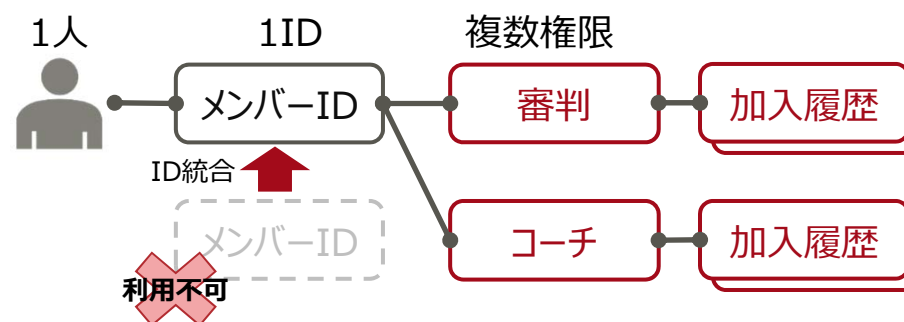 1人
1ID
複数権限
メンバーID
審判
加入履歴
ID統合
メンバーID
コーチ
加入履歴
利用不可